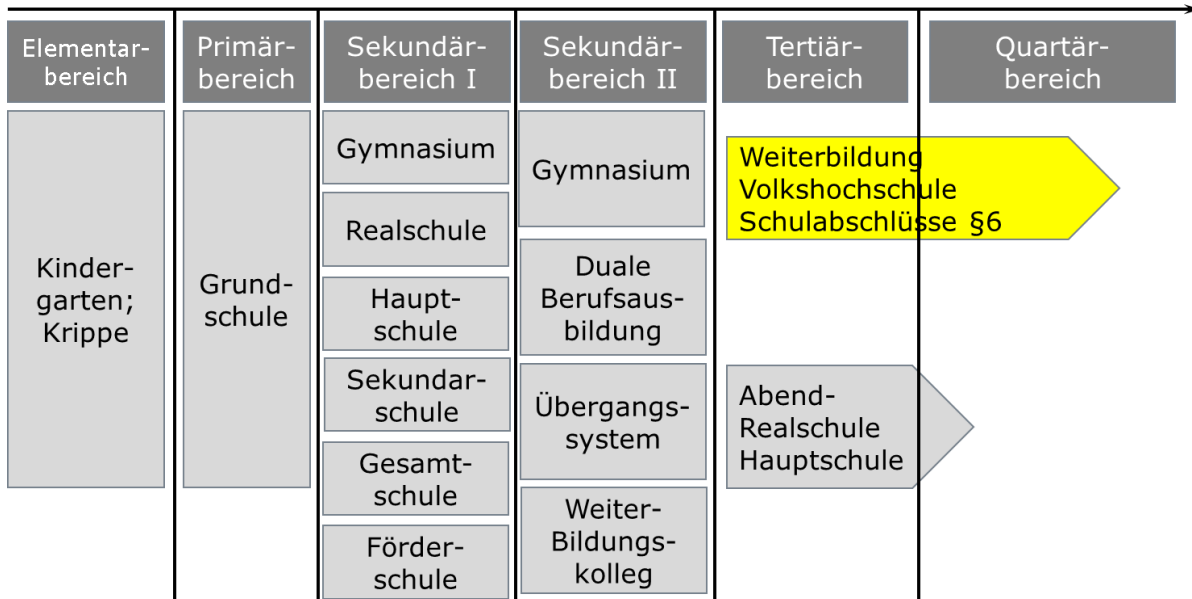 Elementar-
bereich
Primär-
bereich
Sekundär-
bereich I
Sekundär-
bereich II
Tertiär-
bereich
Quartär-
bereich
Kinder-
garten;
Krippe
Grund-
schule
Gymnasium
Realschule
Haupt-
schule
Sekundar-
schule
Gesamt-
schule
Förder-
schule
Gymnasium
Duale
Berufsaus-
bildung
Übergangs-
system
Weiter-
Bildungs-
kolleg
Weiterbildung
Volkshochschule
Schulabschlüsse §6
Abend-
Realschule
Hauptschule